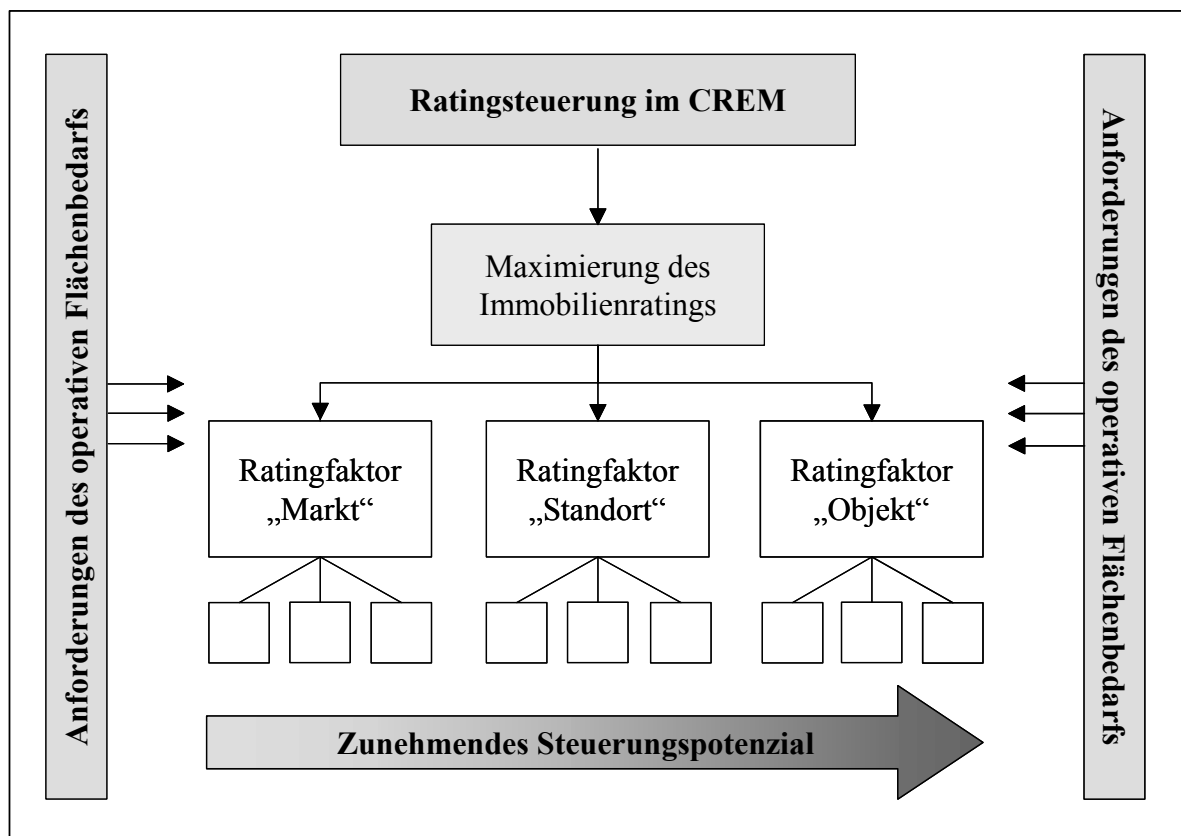 Anforderungen des operativen Flächenbedarfs
Ratingsteuerung im CREM
Maximierung des
Immobilienratings
Ratingfaktor
„Markt“
Ratingfaktor
„Standort“
Ratingfaktor
„Objekt“
Zunehmendes Steuerungspotenzial
Anforderungen des operativen Flächenbedarfs